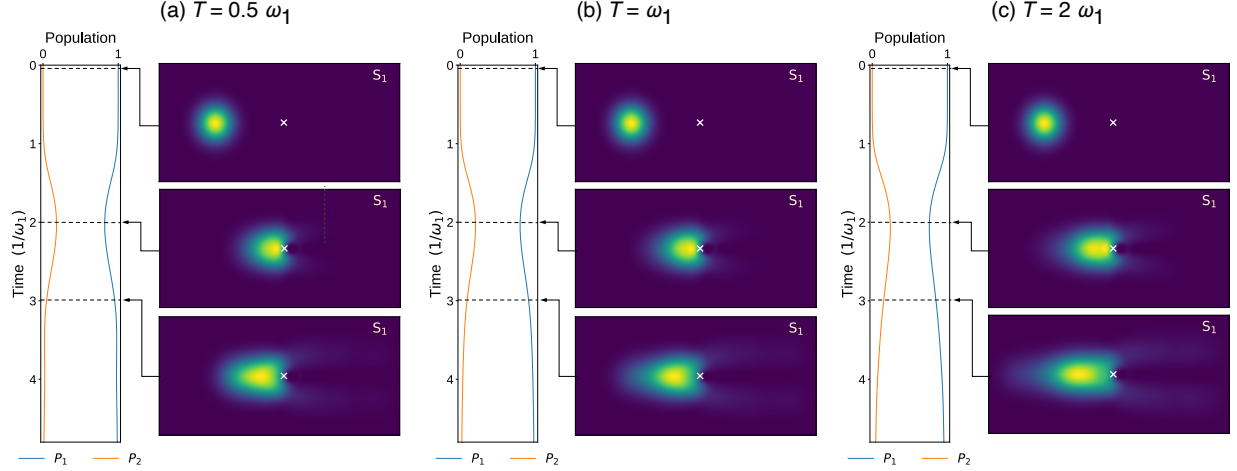 (a) T = 0.5 ω₁
Population
0 1
0
1
2
3
4
Time (1/ω₁)
S₁
S₁
S₁
P₁ P₂
(b) T = ω₁
Population
0 1
0
1
2
3
4
Time (1/ω₁)
S₁
S₁
S₁
P₁ P₂
(c) T = 2 ω₁
Population
0 1
0
1
2
3
4
Time (1/ω₁)
S₁
S₁
S₁
P₁ P₂